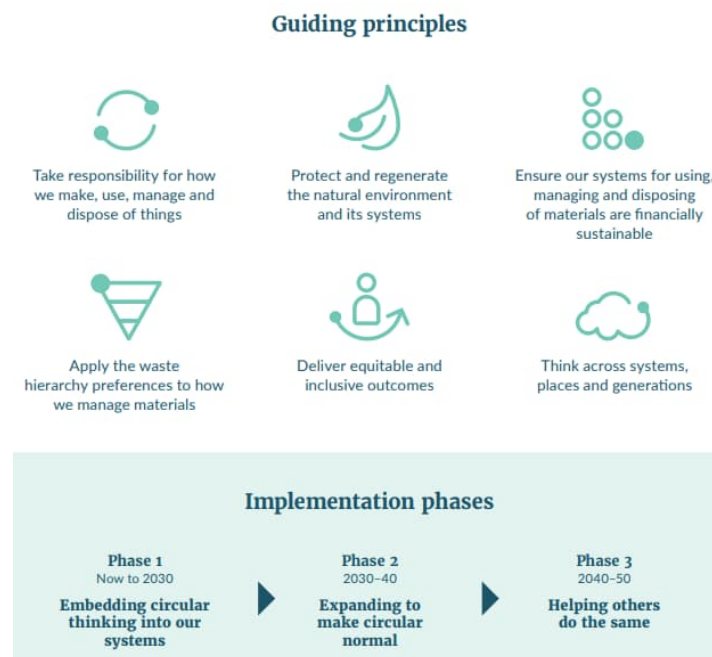 Guiding principles
Take responsibility for how
we make, use, manage and
dispose of things
Protect and regenerate
the natural environment
and its systems
Ensure our systems for using,
managing and disposing
of materials are financially
sustainable
Apply the waste
hierarchy preferences to how
we manage materials
Deliver equitable and
inclusive outcomes
Think across systems,
places and generations
Implementation phases
Phase 1
Now to 2030
Embedding circular
thinking into our
systems
Phase 2
2030–40
Expanding to
make circular
normal
Phase 3
2040–50
Helping others
do the same